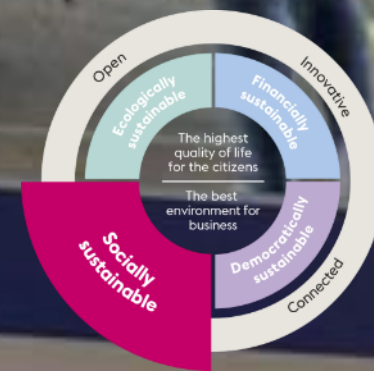 Open
Innovative
Connected
Ecologically
sustainable
Financially
sustainable
The highest
quality of life
for the citizens
The best
environment for
business
Socially
sustainable
Democratically
sustainable